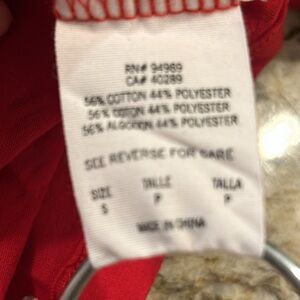 RN# 94969
CA# 40289
56% COTTON 44% POLYESTER
56% COTON 44% POLYESTER
56% ALGODON 44% POLYESTER
SEE REVERSE FOR CARE
SIZE TAILLE TALLA
S P P
MADE IN CHINA